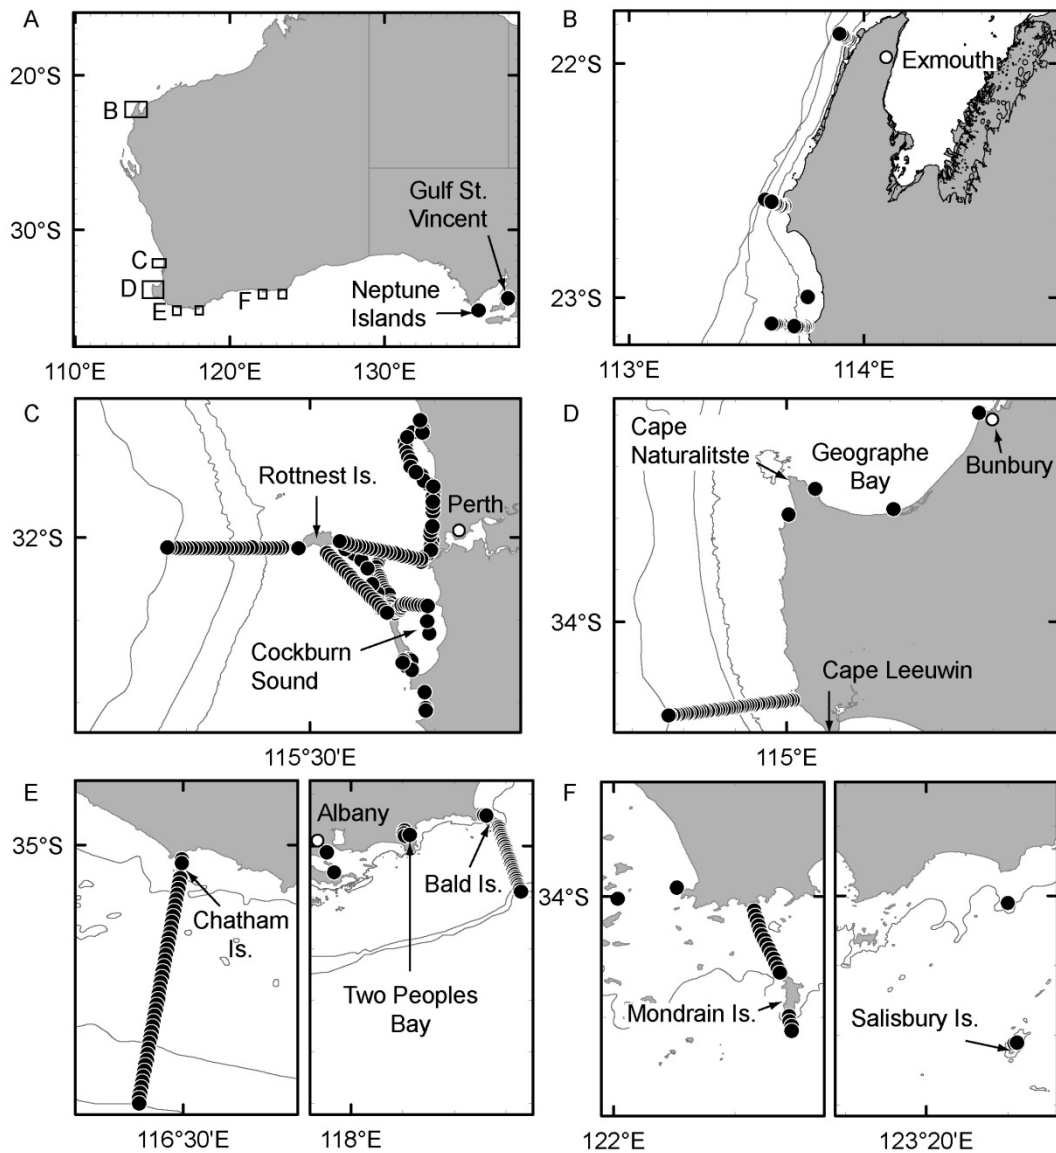 A
20°S
B
Gulf St.
Vincent
30°S
C
D
F
E
Neptune
Islands
110°E
120°E
130°E
B
22°S
Exmouth
23°S
113°E
114°E
C
Rottnest Is.
Perth
32°S
Cockburn
Sound
115°30'E
D
Cape
Naturalitste
Geographe
Bay
Bunbury
34°S
Cape Leeuwin
115°E
E
35°S
Chatham
Is.
116°30'E
Albany
Bald Is.
Two Peoples
Bay
118°E
F
34°S
Mondrain Is.
122°E
Salisbury Is.
123°20'E